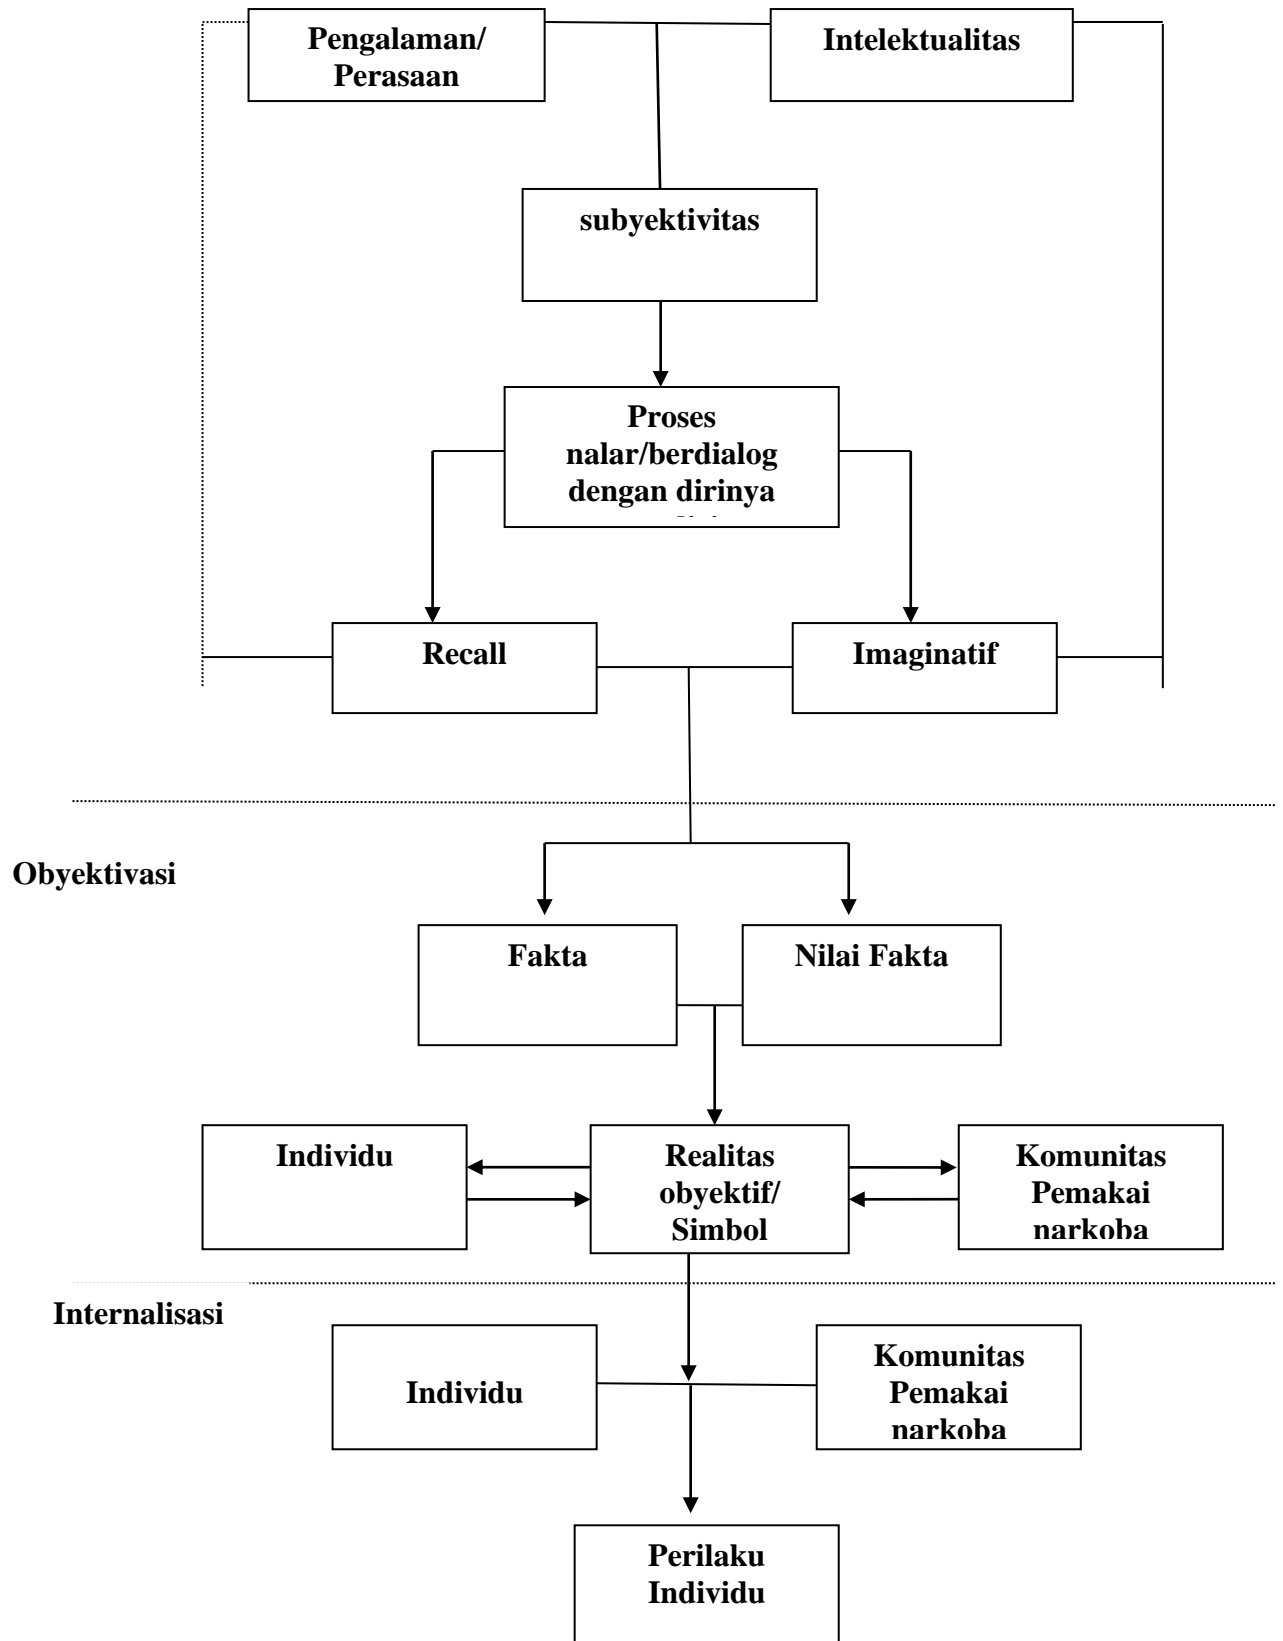 Pengalaman/
Perasaan
Intelektualitas
subyektivitas
Proses
nalar/berdialog
dengan dirinya
Recall
Imaginatif
Obyektivasi
Fakta
Nilai Fakta
Individu
Realitas
obyektif/
Simbol
Komunitas
Pemakai
narkoba
Internalisasi
Individu
Komunitas
Pemakai
narkoba
Perilaku
Individu